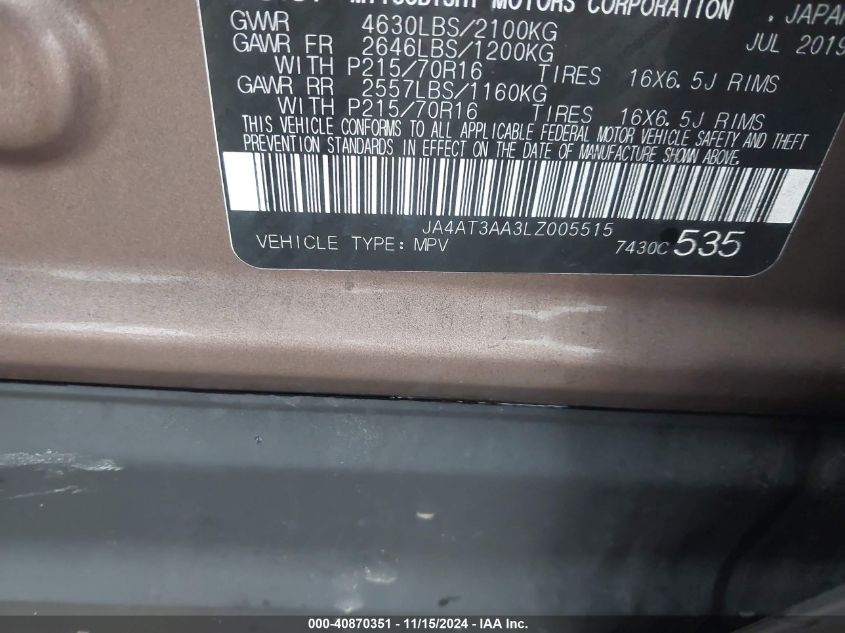 MITSUBISHI MOTORS CORPORATION , JAPAN
JUL 2019
GVWR 4630LBS/2100KG
GAWR FR 2646LBS/1200KG
WITH P215/70R16 TIRES 16X6.5J RIMS
GAWR RR 2557LBS/1160KG
WITH P215/70R16 TIRES 16X6.5J RIMS
THIS VEHICLE CONFORMS TO ALL APPLICABLE FEDERAL MOTOR VEHICLE SAFETY AND THEFT
PREVENTION STANDARDS IN EFFECT ON THE DATE OF MANUFACTURE SHOWN ABOVE.
JA4AT3AA3LZ005515
VEHICLE TYPE: MPV 7430C 535
000-40870351 - 11/15/2024 - IAA Inc.